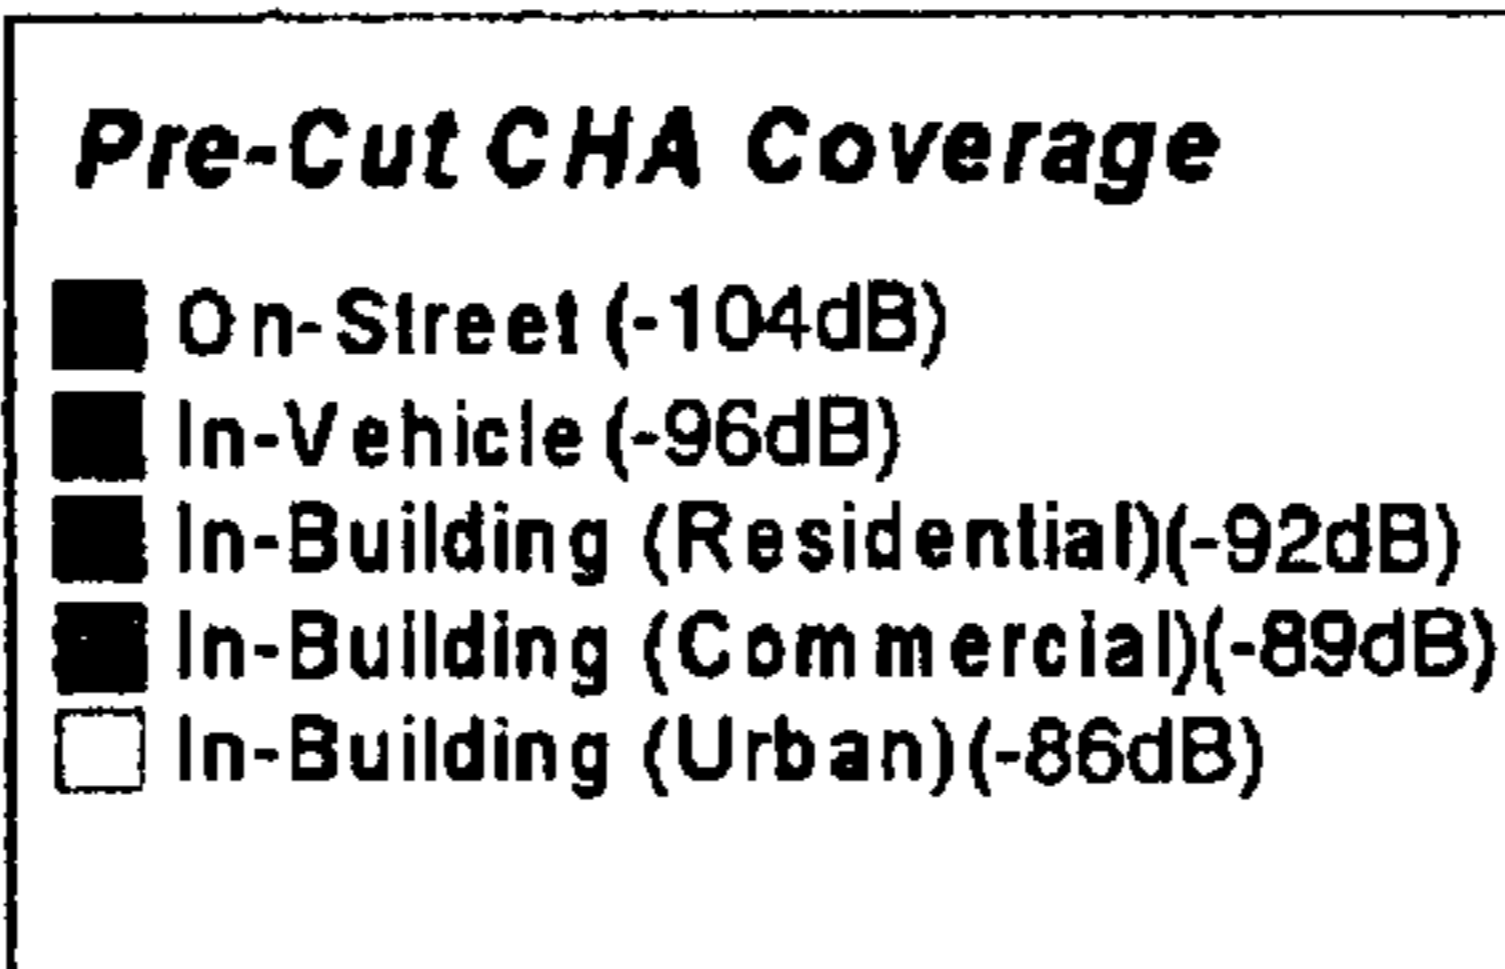 Pre-Cut CHA Coverage
On-Street (-104dB)
In-Vehicle (-96dB)
In-Building (Residential)(-92dB)
In-Building (Commercial)(-89dB)
In-Building (Urban)(-86dB)